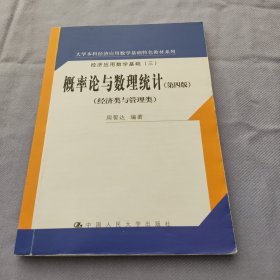 大学本科经济应用数学基础特色教材系列
经济应用数学基础（三）
概率论与数理统计（第四版）
（经济类与管理类）
周誓达 编著
中国人民大学出版社